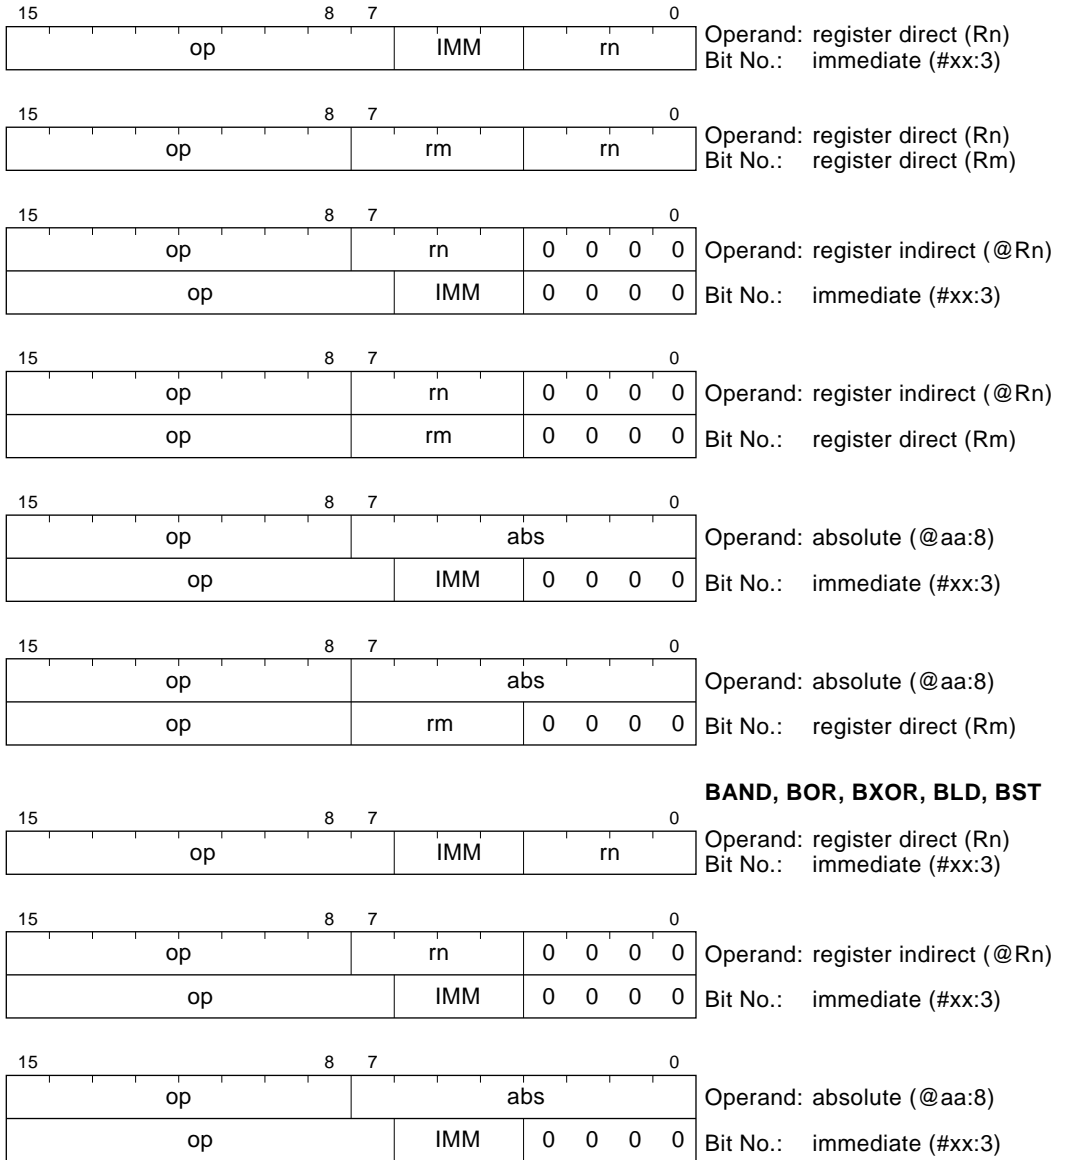 15 8 7 0
op IMM rn
Operand: register direct (Rn)
Bit No.: immediate (#xx:3)
15 8 7 0
op rm rn
Operand: register direct (Rn)
Bit No.: register direct (Rm)
15 8 7 0
op rn 0 0 0 0 Operand: register indirect (@Rn)
op IMM 0 0 0 0 Bit No.: immediate (#xx:3)
15 8 7 0
op rn 0 0 0 0 Operand: register indirect (@Rn)
op rm 0 0 0 0 Bit No.: register direct (Rm)
15 8 7 0
op abs Operand: absolute (@aa:8)
op IMM 0 0 0 0 Bit No.: immediate (#xx:3)
15 8 7 0
op abs Operand: absolute (@aa:8)
op rm 0 0 0 0 Bit No.: register direct (Rm)
BAND, BOR, BXOR, BLD, BST
15 8 7 0
op IMM rn
Operand: register direct (Rn)
Bit No.: immediate (#xx:3)
15 8 7 0
op rn 0 0 0 0 Operand: register indirect (@Rn)
op IMM 0 0 0 0 Bit No.: immediate (#xx:3)
15 8 7 0
op abs Operand: absolute (@aa:8)
op IMM 0 0 0 0 Bit No.: immediate (#xx:3)